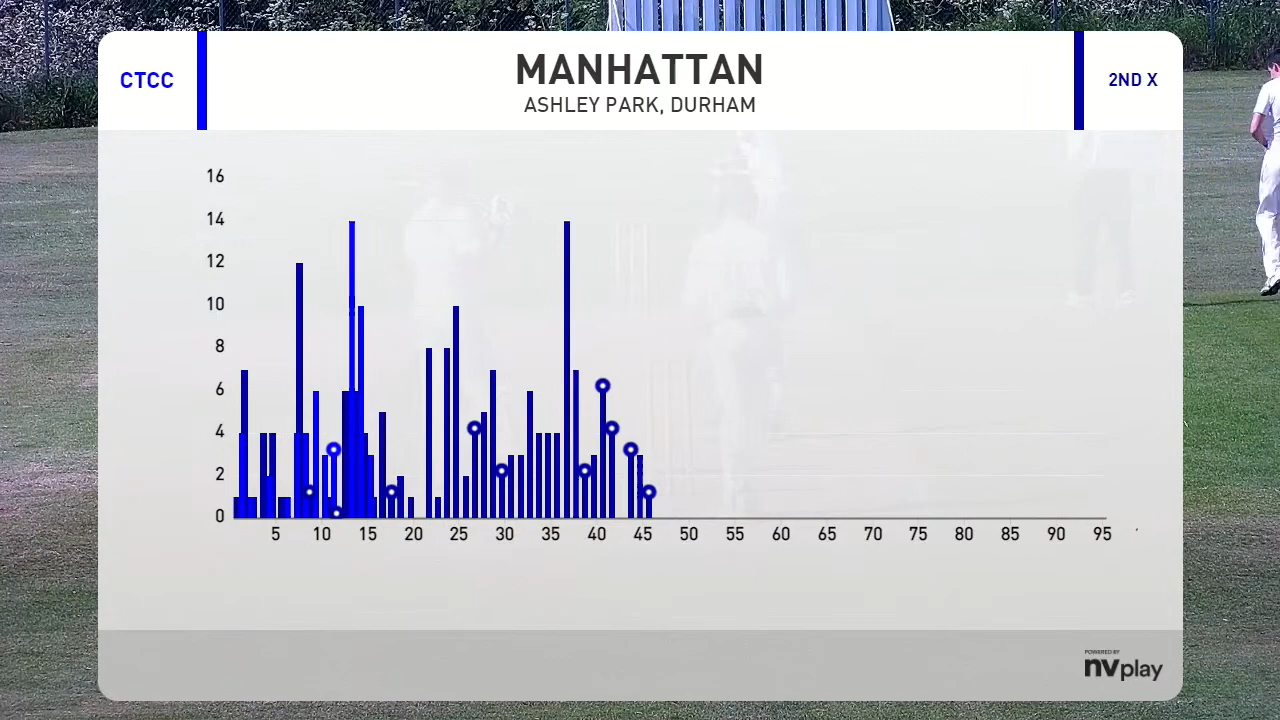 CTCC
MANHATTAN
ASHLEY PARK, DURHAM
2ND X
16
14
12
10
8
6
4
2
0
5 10 15 20 25 30 35 40 45 50 55 60 65 70 75 80 85 90 95
POWERED BY
nvplay